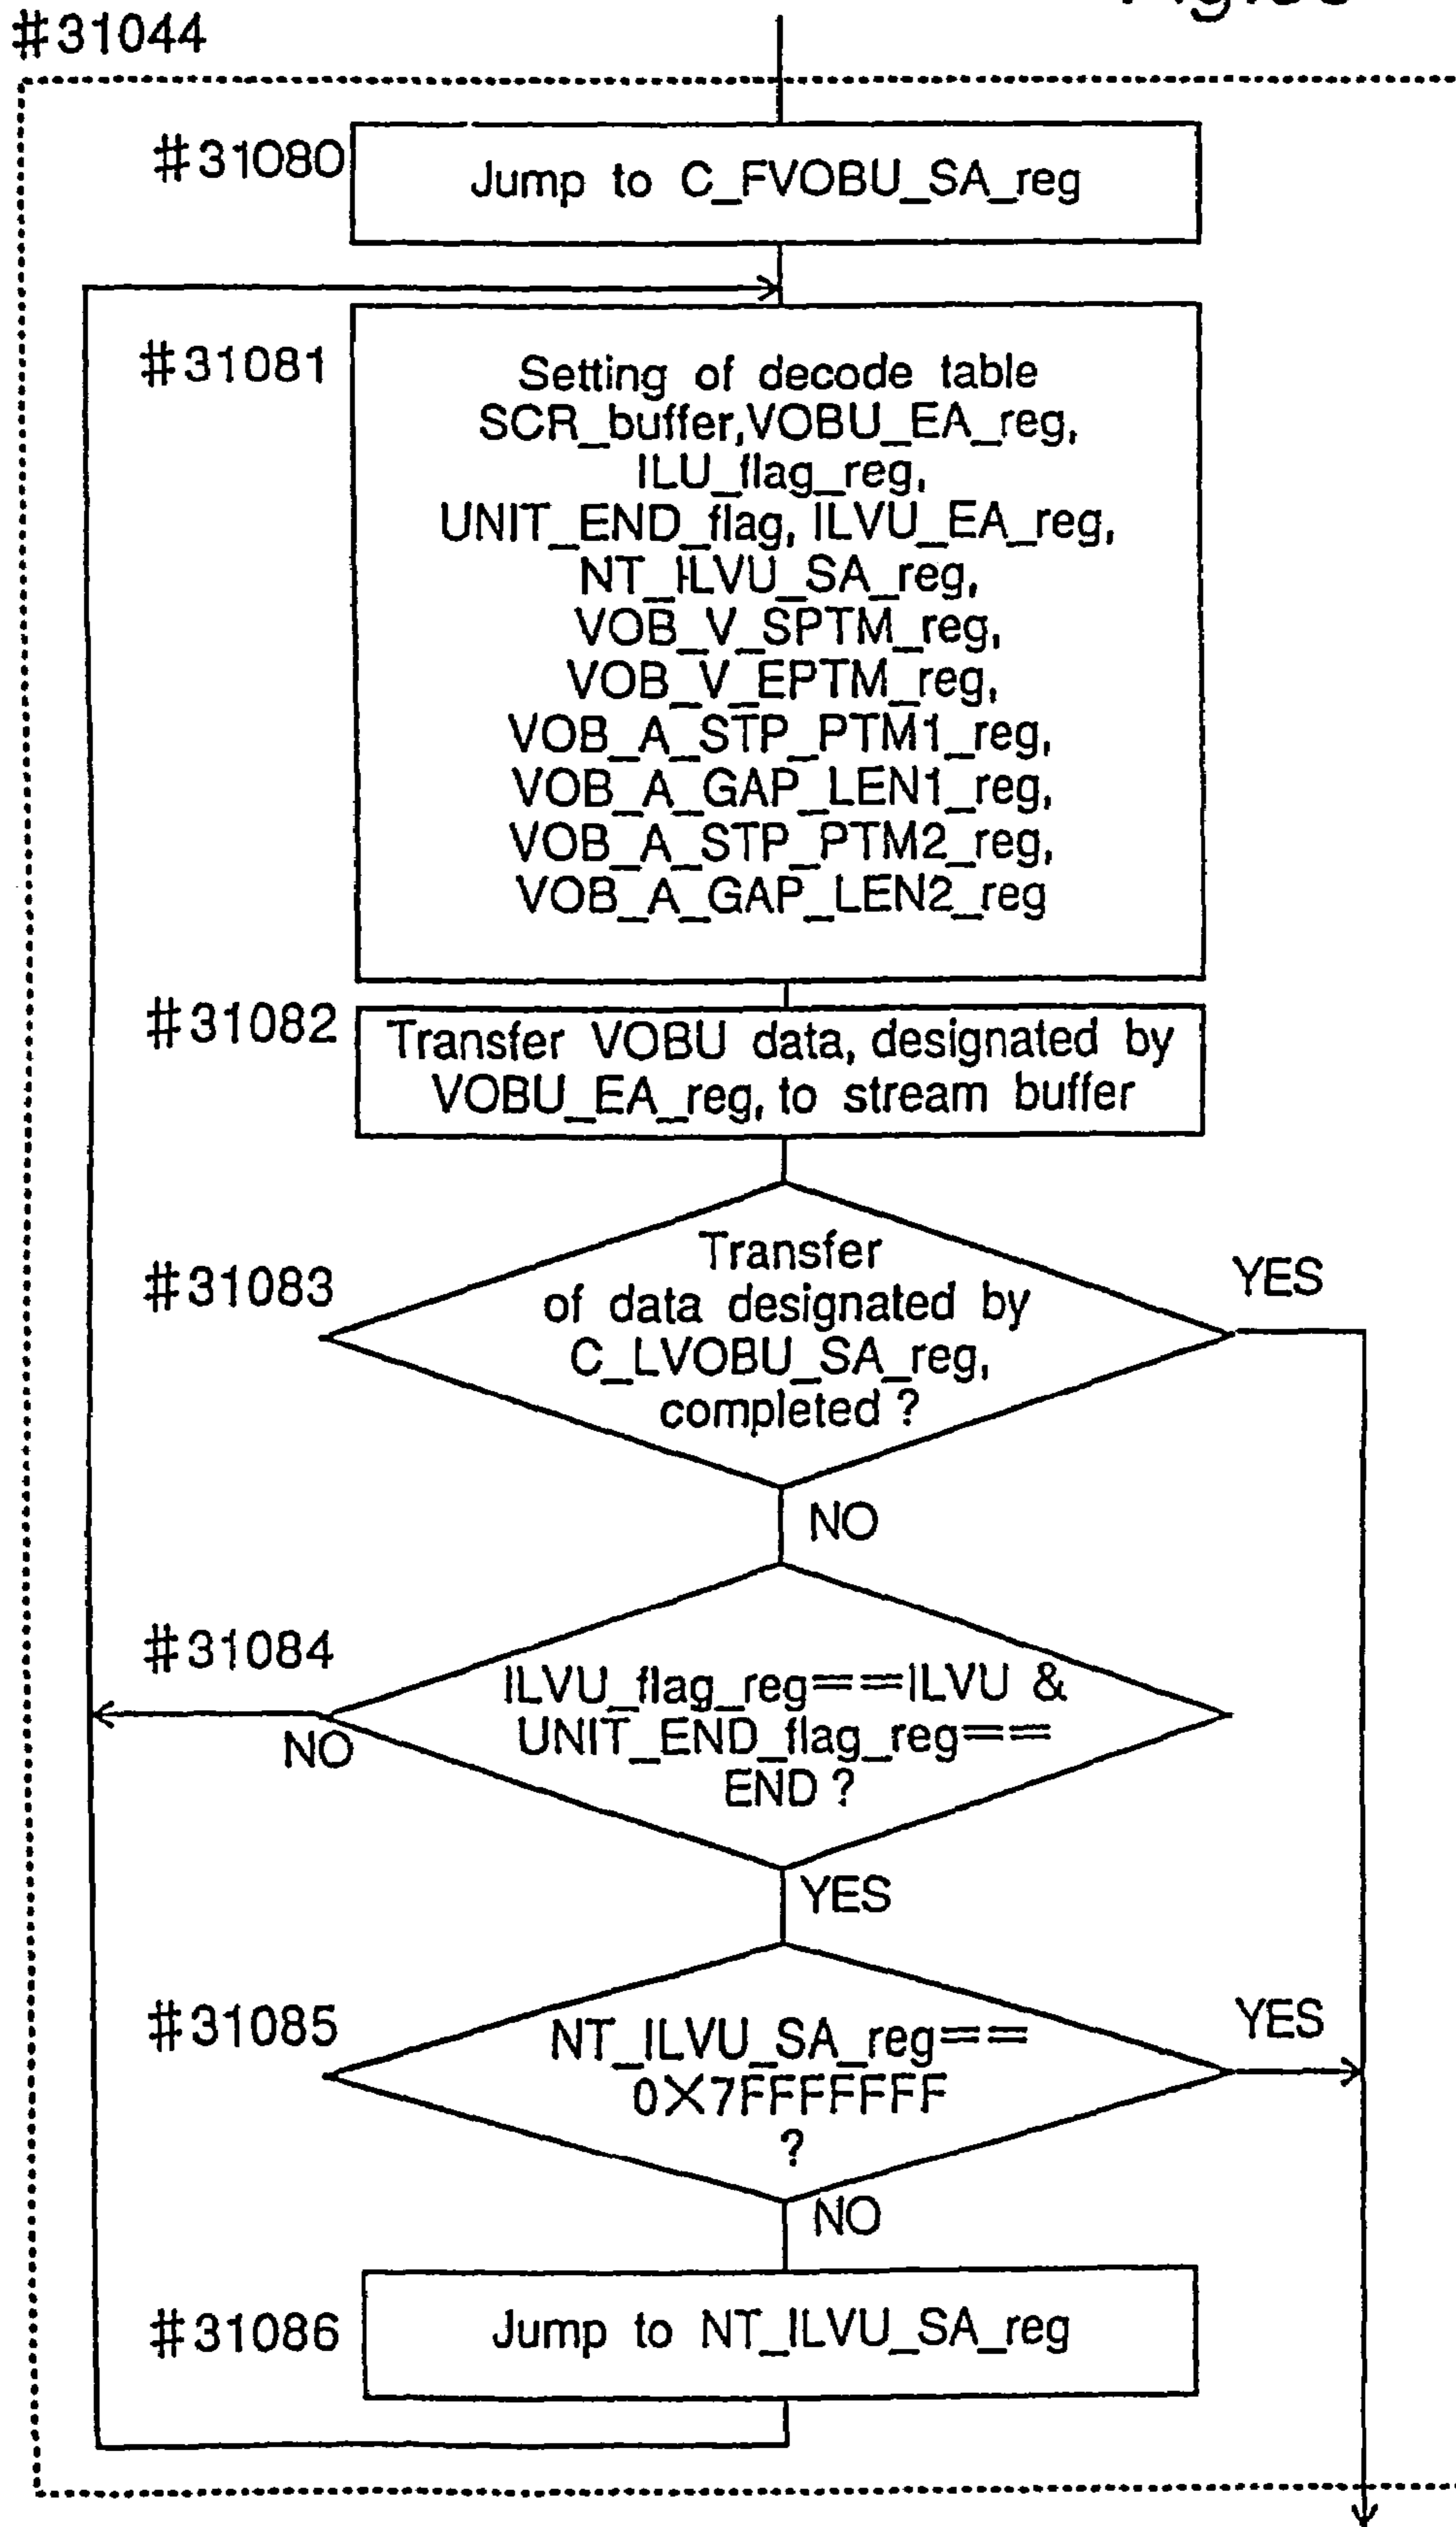 #31044
#31080
Jump to C_FVOBU_SA_reg
#31081
Setting of decode table
SCR_buffer,VOBU_EA_reg,
ILU_flag_reg,
UNIT_END_flag, ILVU_EA_reg,
NT_ILVU_SA_reg,
VOB_V_SPTM_reg,
VOB_V_EPTM_reg,
VOB_A_STP_PTM1_reg,
VOB_A_GAP_LEN1_reg,
VOB_A_STP_PTM2_reg,
VOB_A_GAP_LEN2_reg
#31082
Transfer VOBU data, designated by
VOBU_EA_reg, to stream buffer
#31083
Transfer
of data designated by
C_LVOBU_SA_reg,
completed ?
YES
NO
#31084
ILVU_flag_reg==ILVU &
UNIT_END_flag_reg==
END ?
NO
YES
#31085
NT_ILVU_SA_reg==
0X7FFFFFFF
?
YES
NO
#31086
Jump to NT_ILVU_SA_reg